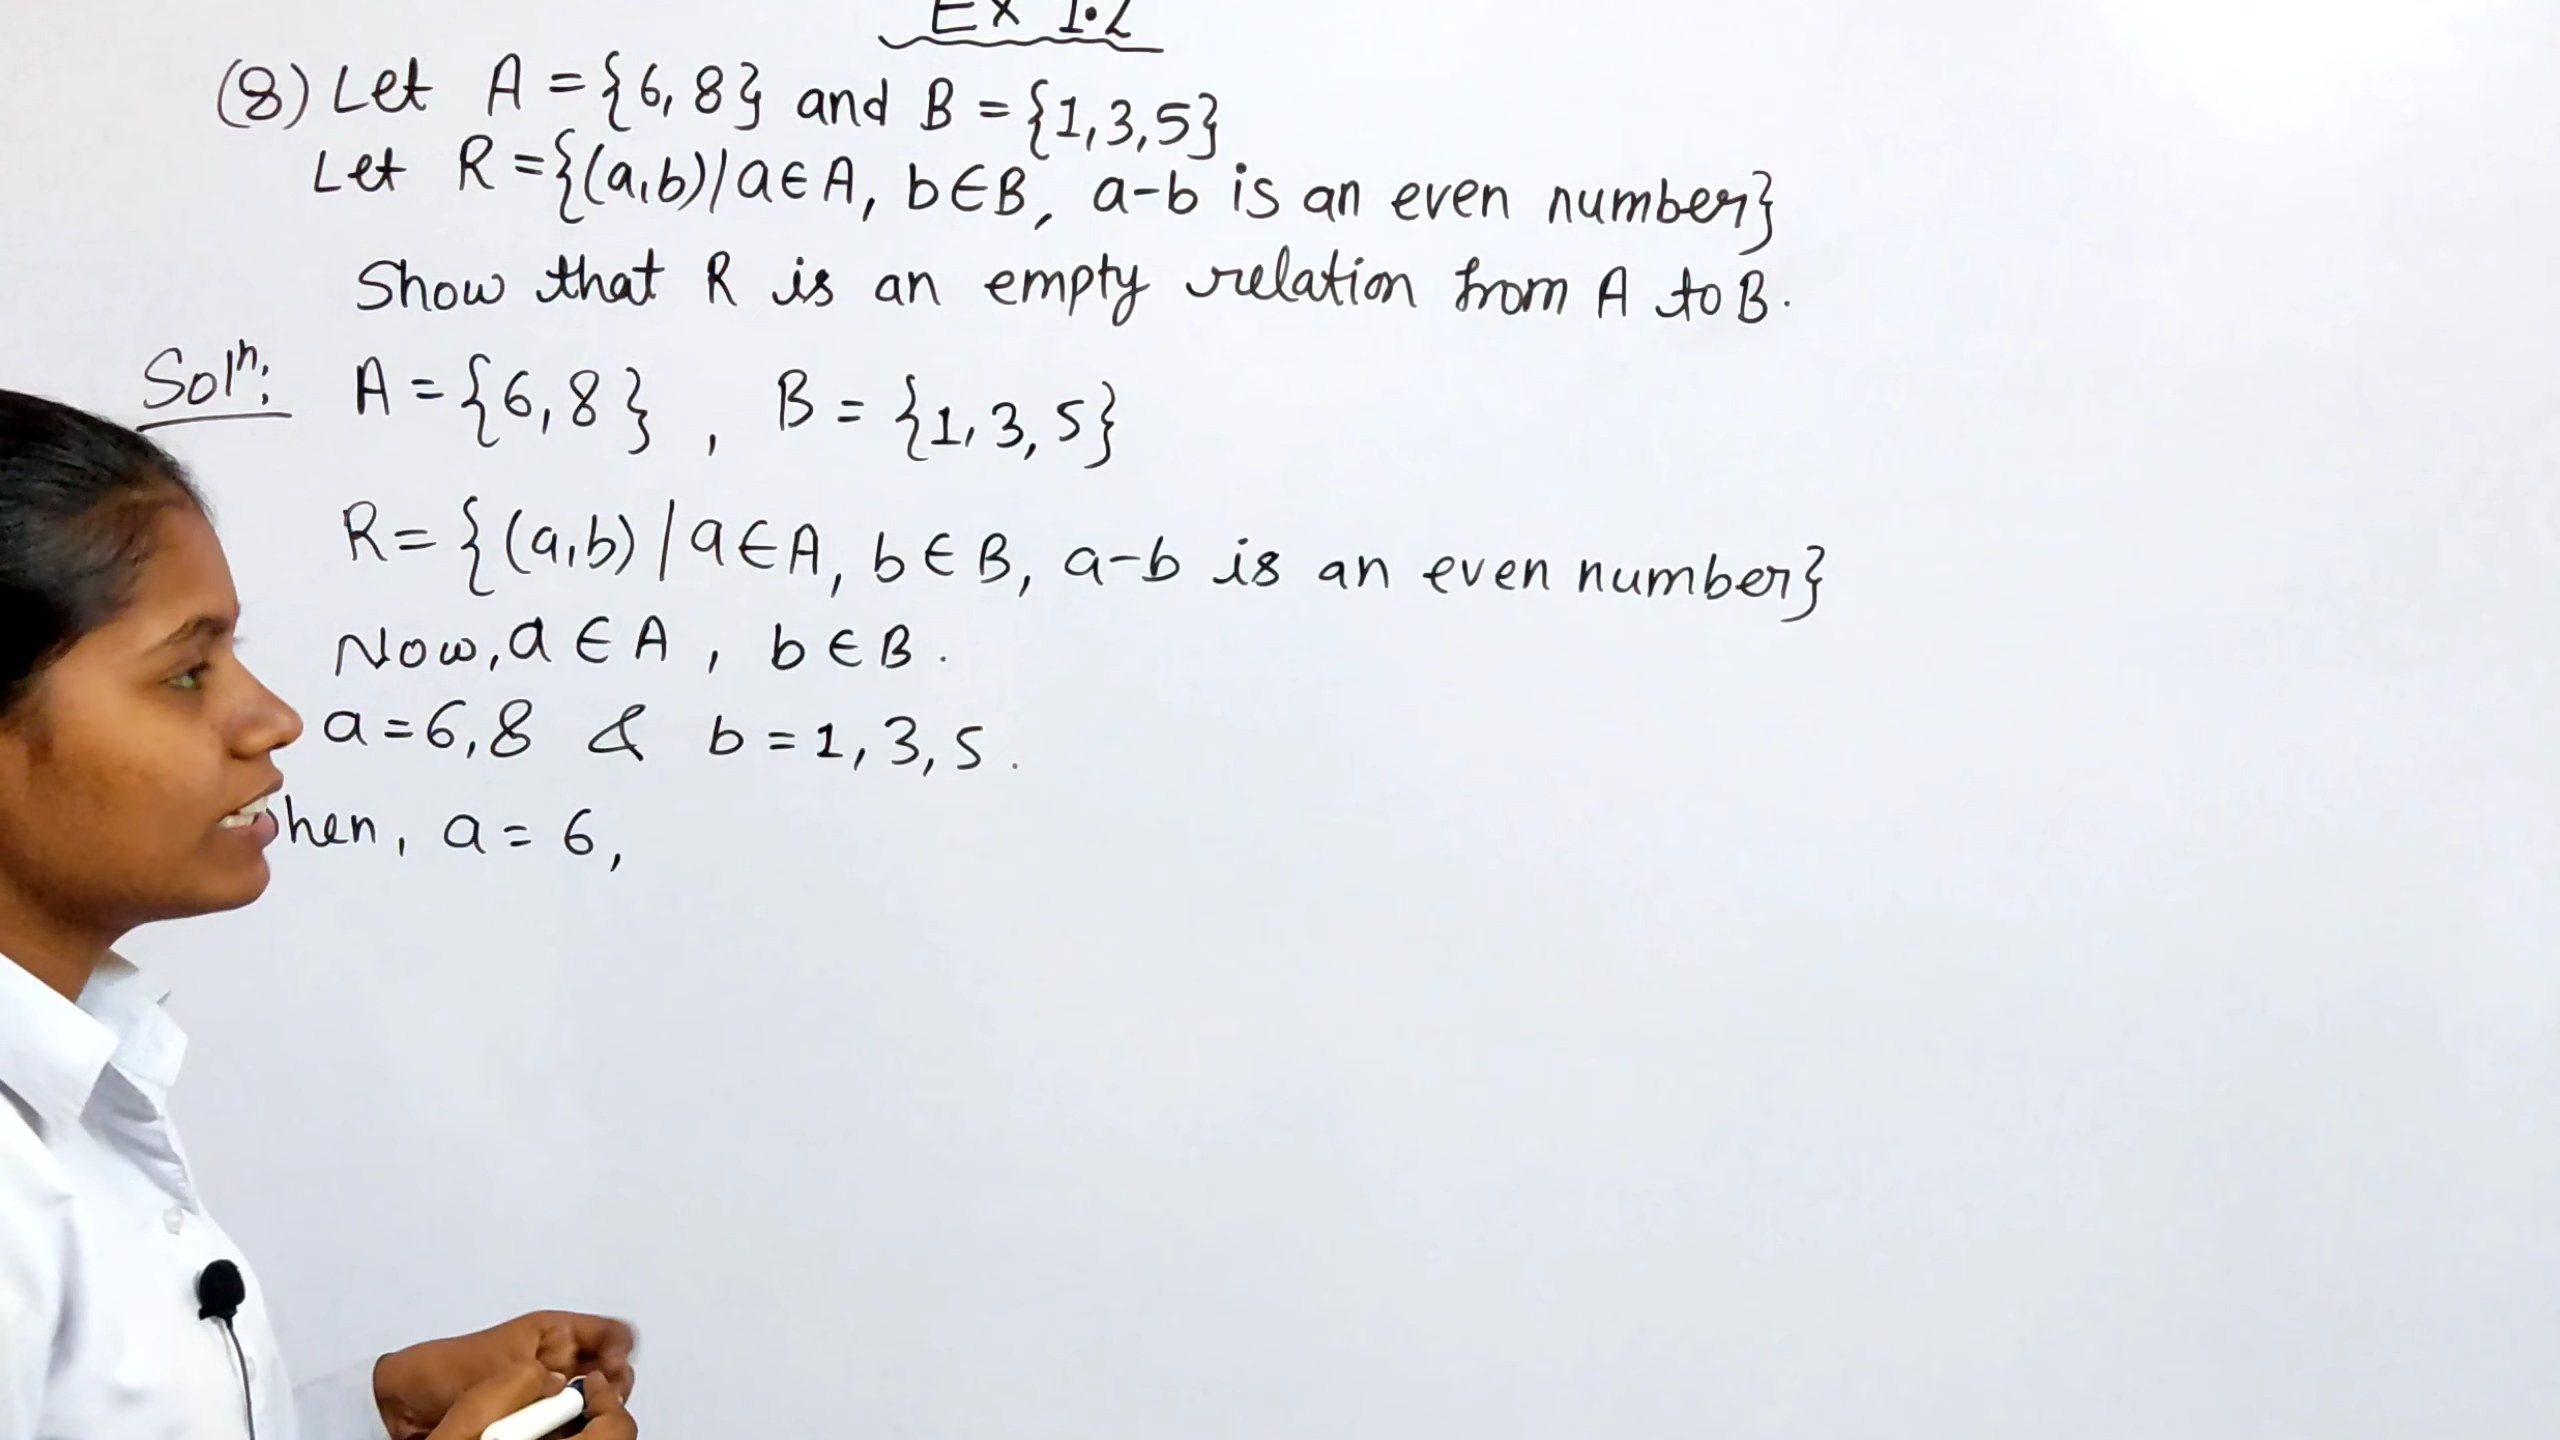 Ex 1.2
(8) Let A = {6, 8} and B = {1,3,5}
Let R = {(a,b)/a∈A, b∈B, a-b is an even number}
Show that R is an empty relation from A to B.
Solⁿ: A = {6,8}, B = {1, 3, 5}
R = {(a,b) / a∈A, b∈B, a-b is an even number}
Now, a∈A, b∈B.
a = 6,8 & b = 1, 3, 5.
hen, a = 6,